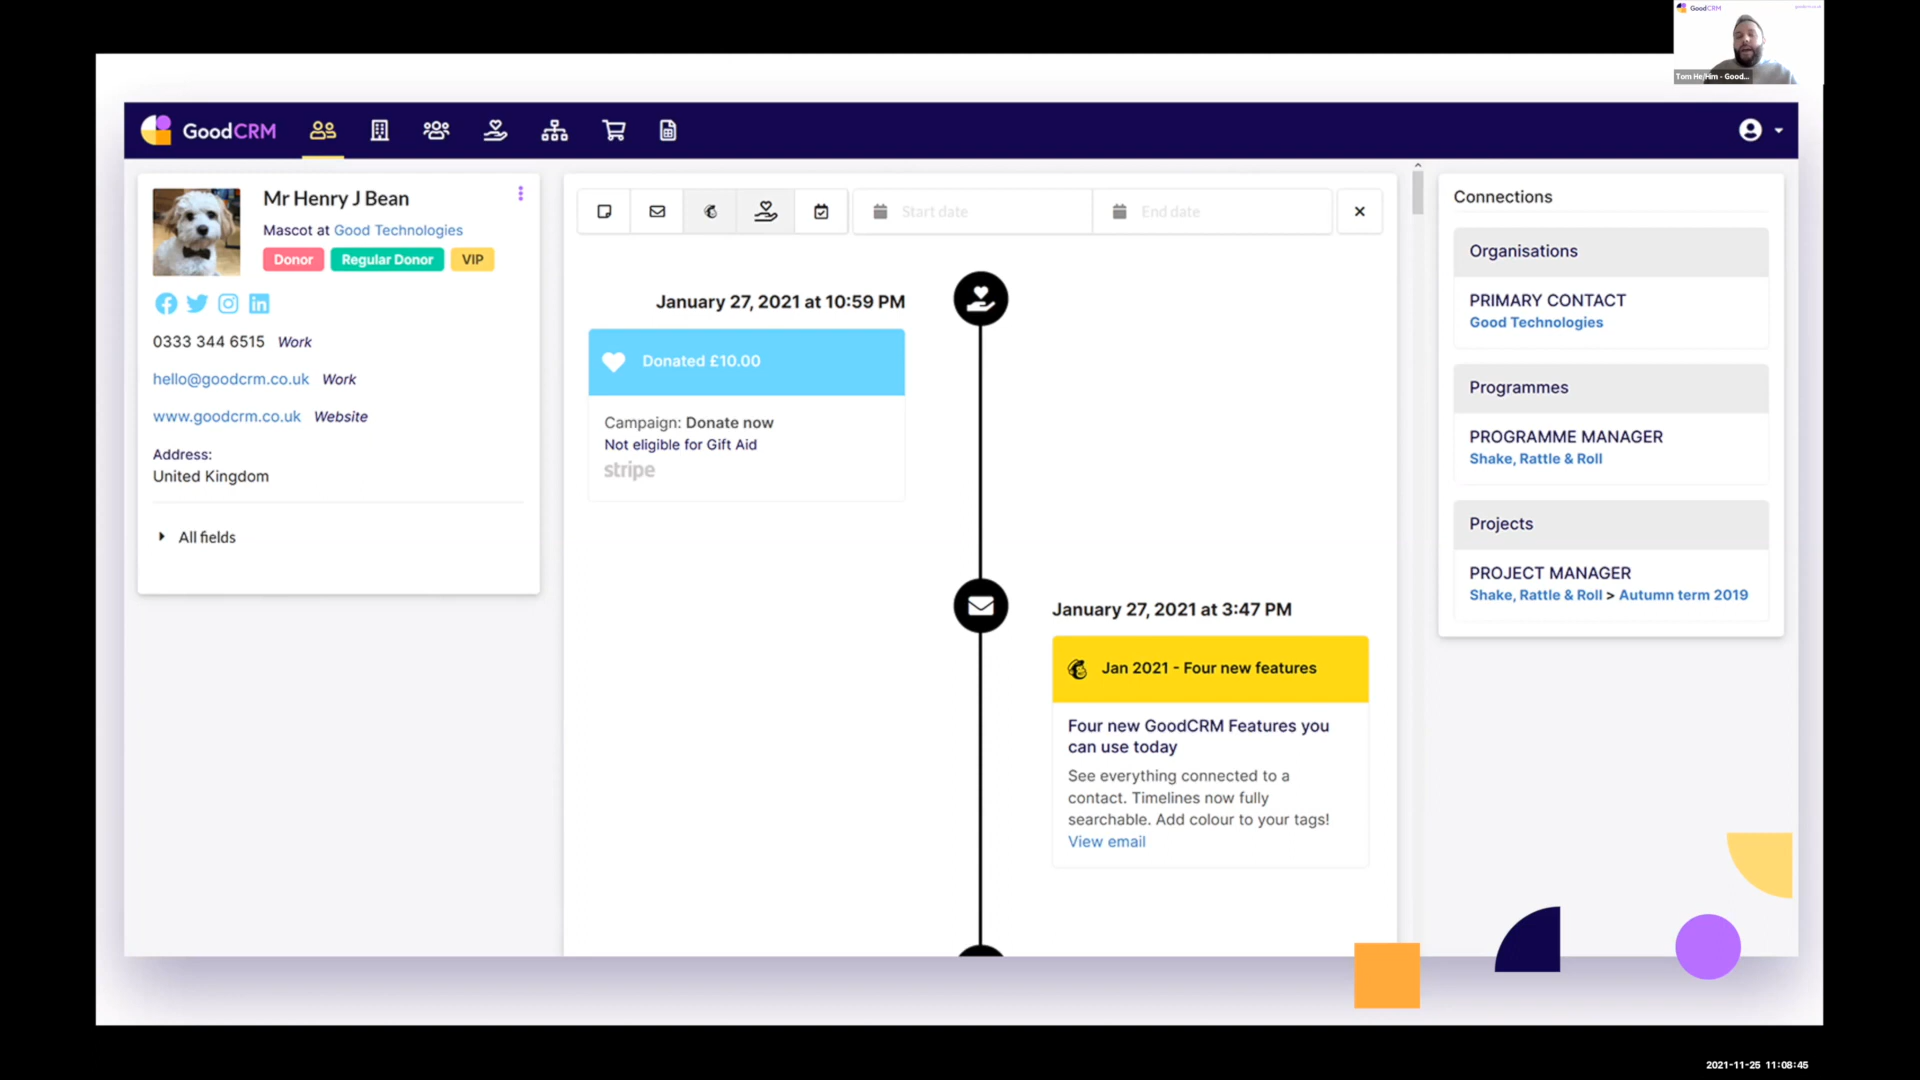 GoodCRM
Tom He/Him - Good...
GoodCRM
Mr Henry J Bean
Mascot at Good Technologies
Donor
Regular Donor
VIP
0333 344 6515 Work
hello@goodcrm.co.uk Work
www.goodcrm.co.uk Website
Address:
United Kingdom
All fields
Start date
End date
January 27, 2021 at 10:59 PM
Donated £10.00
Campaign: Donate now
Not eligible for Gift Aid
stripe
January 27, 2021 at 3:47 PM
Jan 2021 - Four new features
Four new GoodCRM Features you
can use today
See everything connected to a
contact. Timelines now fully
searchable. Add colour to your tags!
View email
Connections
Organisations
PRIMARY CONTACT
Good Technologies
Programmes
PROGRAMME MANAGER
Shake, Rattle & Roll
Projects
PROJECT MANAGER
Shake, Rattle & Roll > Autumn term 2019
2021-11-25 11:08:45